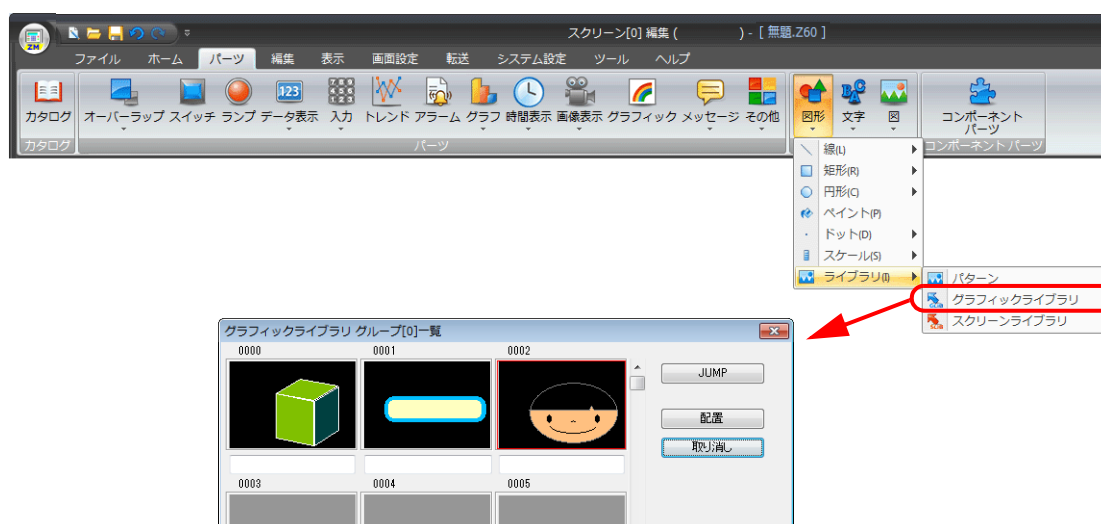 スクリーン[0] 編集 ( ) - [ 無題.Z60 ]
ZM
ファイル ホーム パーツ 編集 表示 画面設定 転送 システム設定 ツール ヘルプ
123
カタログ オーバーラップ スイッチ ランプ データ表示 入力 トレンド アラーム グラフ 時間表示 画像表示 グラフィック メッセージ その他 図形 文字 図 コンポーネント
パーツ
カタログ パーツ コンポーネント パーツ
線(L)
矩形(R)
円形(C)
ペイント(P)
ドット(D)
スケール(S)
ライブラリ(I) パターン
グラフィックライブラリ
スクリーンライブラリ
グラフィックライブラリ グループ[0]一覧
0000 0001 0002
JUMP
配置
取り消し
0003 0004 0005